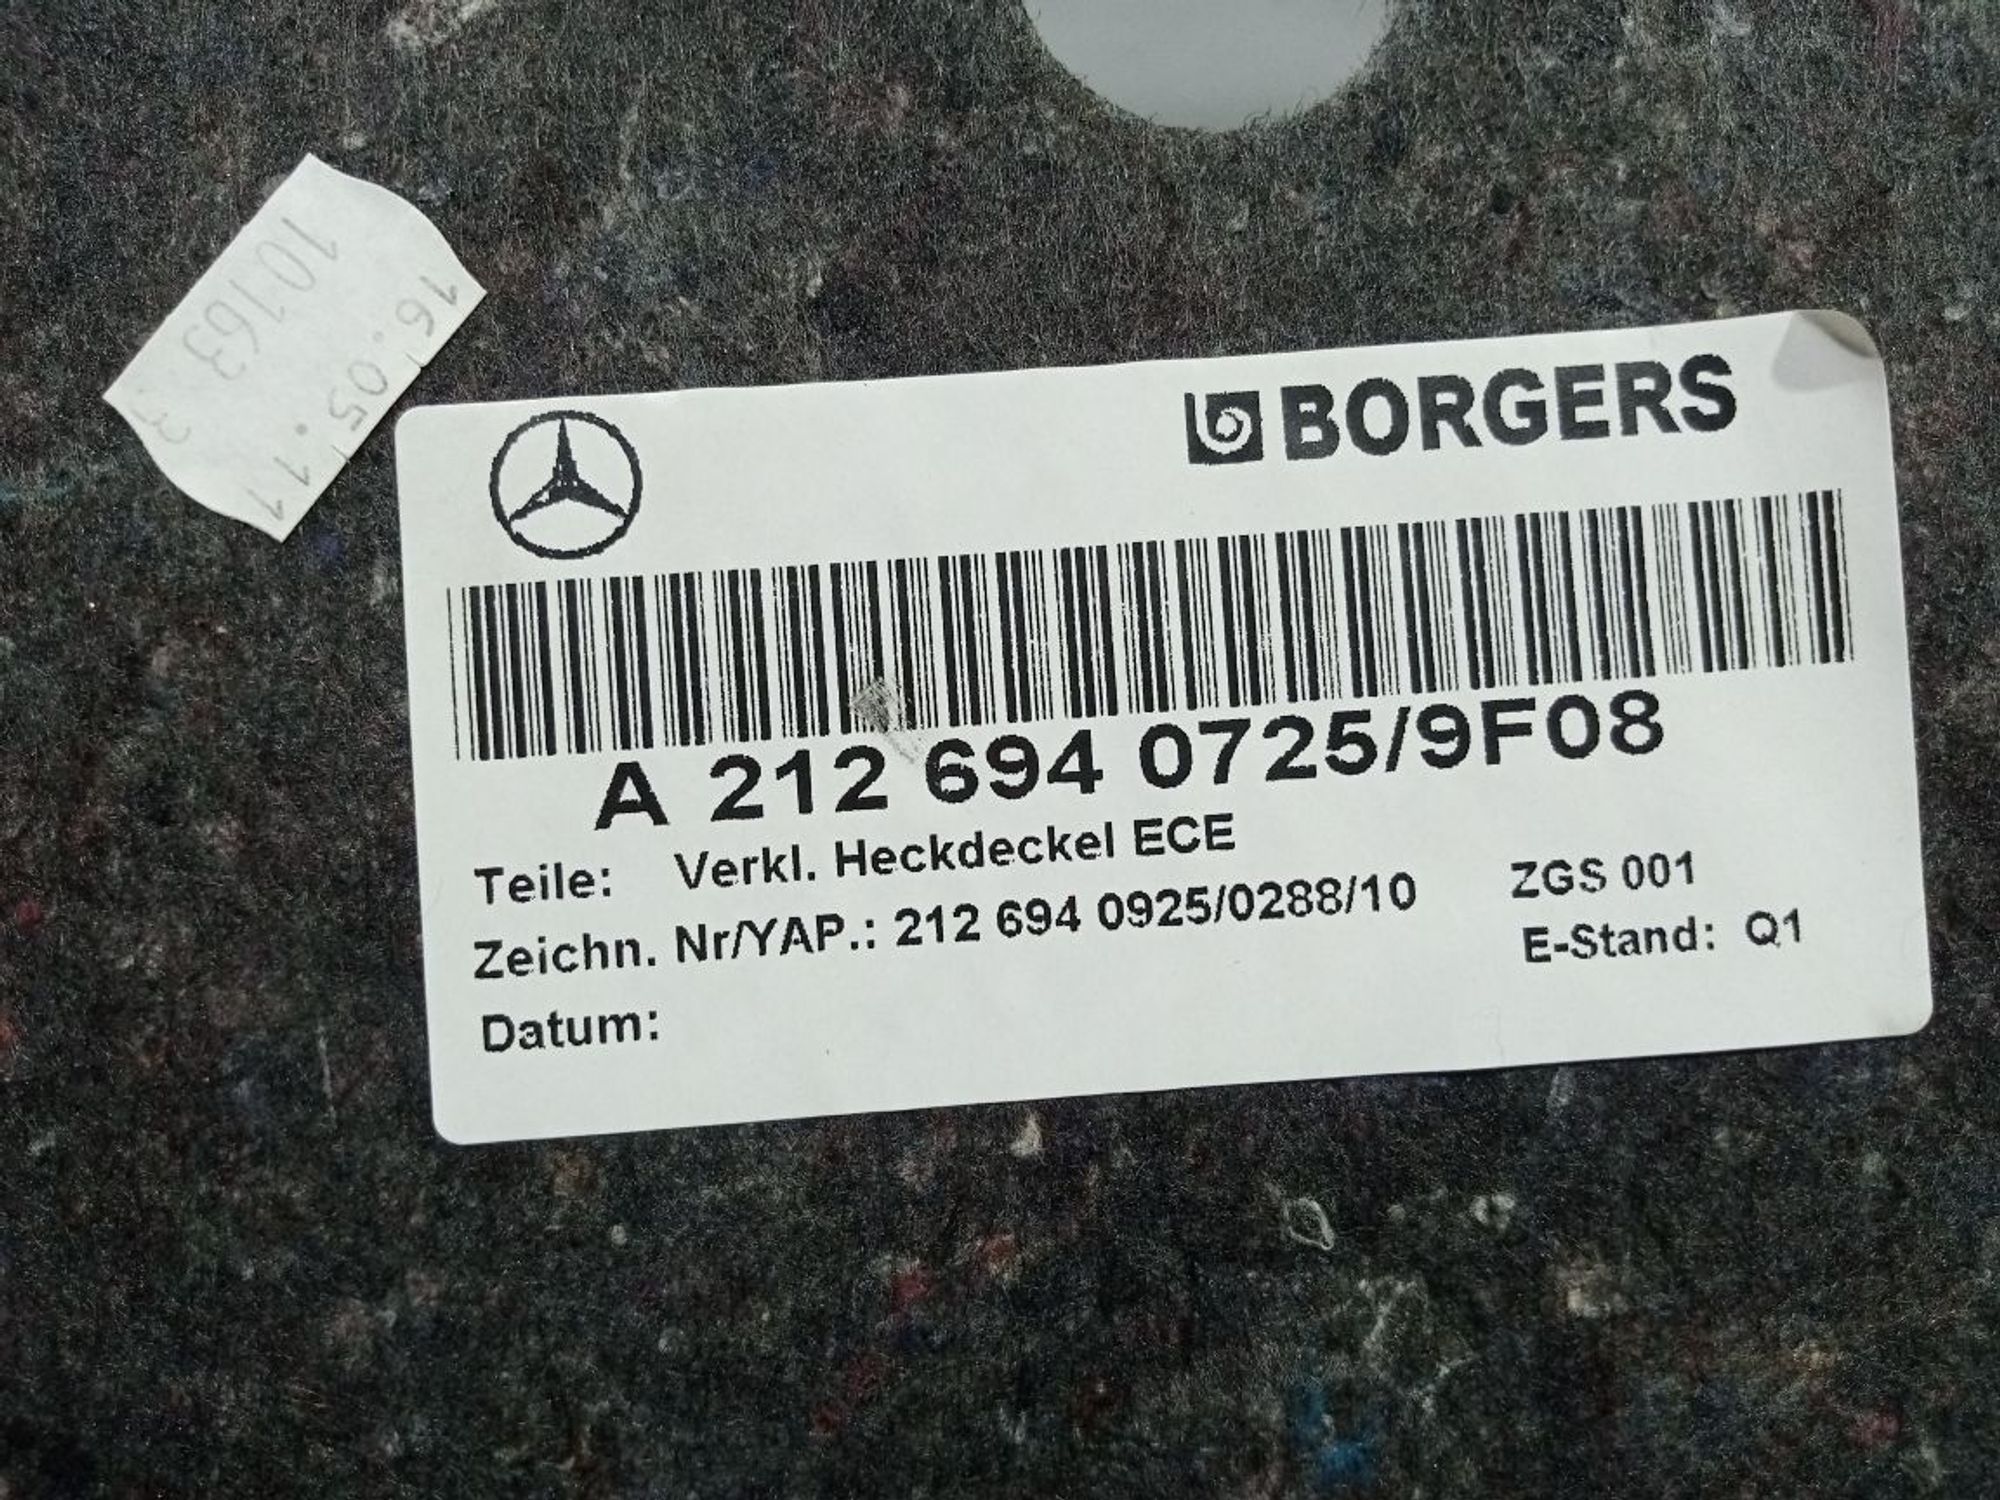 10163 3
16.05.11
BORGERS
A 212 694 0725/9F08
Teile: Verkl. Heckdeckel ECE
ZGS 001
Zeichn. Nr/YAP.: 212 694 0925/0288/10
E-Stand: Q1
Datum: